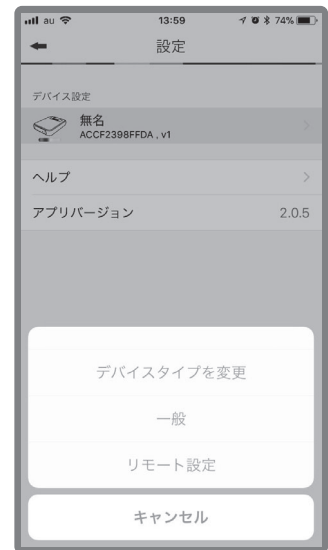 au 13:59 74%
設定
デバイス設定
無名
ACCF2398FFDA , v1
ヘルプ
アプリバージョン 2.0.5
デバイスタイプを変更
一般
リモート設定
キャンセル